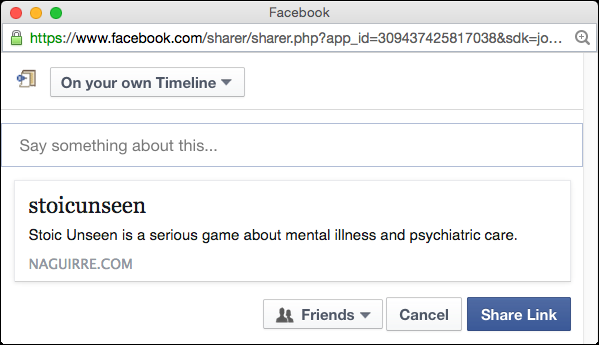 Facebook
https://www.facebook.com/sharer/sharer.php?app_id=309437425817038&sdk=jo...
On your own Timeline
Say something about this...
stoicunseen
Stoic Unseen is a serious game about mental illness and psychiatric care.
NAGUIRRE.COM
Friends Cancel Share Link